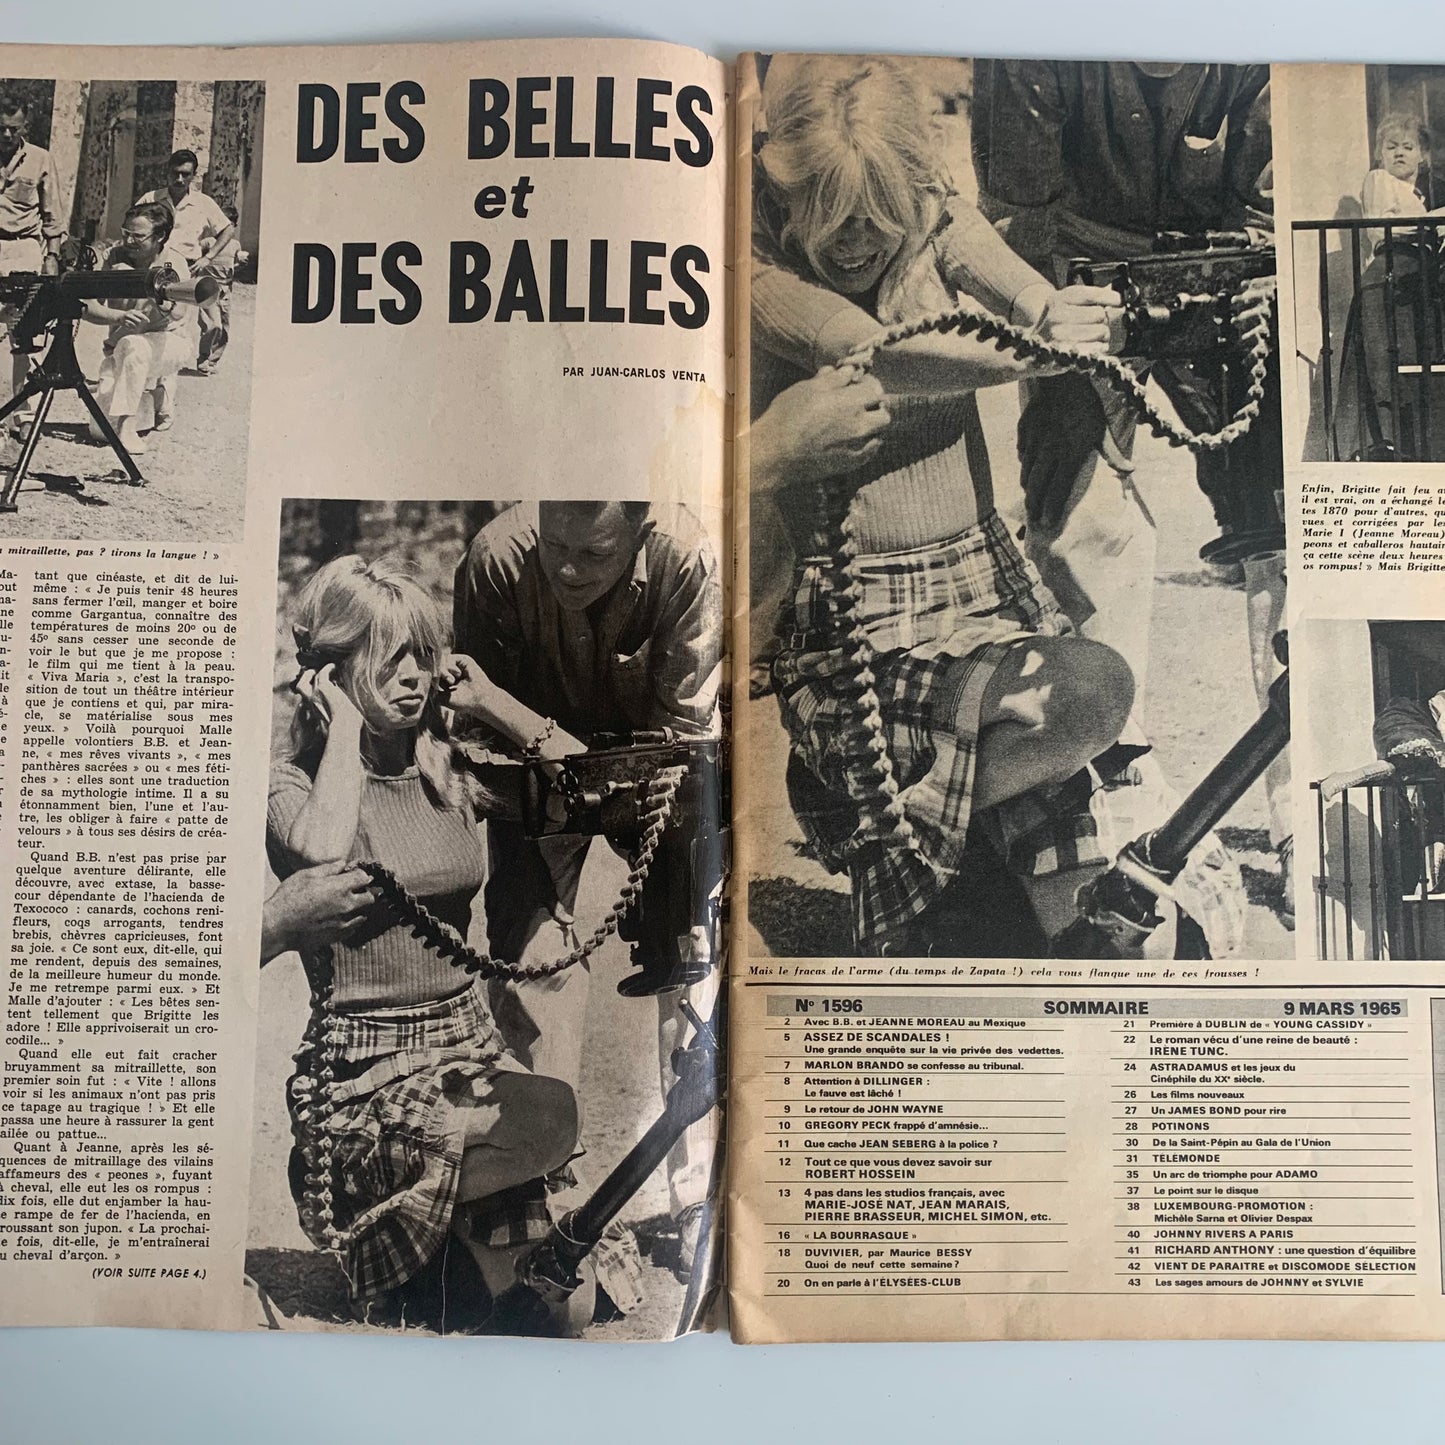 DES BELLES
et
DES BALLES
PAR JUAN-CARLOS VENTA
mitraillette, pas ? tirons la langue ! »
tant que cinéaste, et dit de lui-
même : « Je puis tenir 48 heures
sans fermer l'œil, manger et boire
comme Gargantua, connaître des
températures de moins 20° ou de
45° sans cesser une seconde de
voir le but que je me propose :
le film qui me tient à la peau.
« Viva Maria », c'est la transpo-
sition de tout un théâtre intérieur
que je contiens et qui, par mira-
cle, se matérialise sous mes
yeux. » Voilà pourquoi Malle
appelle volontiers B.B. et Jean-
ne, « mes rêves vivants », « mes
panthères sacrées » ou « mes féti-
ches » : elles sont une traduction
de sa mythologie intime. Il a su
étonnamment bien, l'une et l'au-
tre, les obliger à faire « patte de
velours » à tous ses désirs de créa-
teur.
Quand B.B. n'est pas prise par
quelque aventure délirante, elle
découvre, avec extase, la basse-
cour dépendante de l'hacienda de
Texococo : canards, cochons reni-
fleurs, coqs arrogants, tendres
brebis, chèvres capricieuses, font
sa joie. « Ce sont eux, dit-elle, qui
me rendent, depuis des semaines,
de la meilleure humeur du monde.
Je me retrempe parmi eux. » Et
Malle d'ajouter : « Les bêtes sen-
tent tellement que Brigitte les
adore ! Elle apprivoiserait un cro-
codile... »
Quand elle eut fait cracher
bruyamment sa mitraillette, son
premier soin fut : « Vite ! allons
voir si les animaux n'ont pas pris
ce tapage au tragique ! » Et elle
passa une heure à rassurer la gent
ailée ou pattue...
Quant à Jeanne, après les sé-
quences de mitraillage des vilains
affameurs des « peones », fuyant
à cheval, elle eut les os rompus :
dix fois, elle dut enjamber la hau-
te rampe de fer de l'hacienda, en
troussant son jupon. « La prochai-
ne fois, dit-elle, je m'entraînerai
au cheval d'arçon. »
(VOIR SUITE PAGE 4.)
Enfin, Brigitte fait feu
il est vrai, on a échangé
tes 1870 pour d'autres,
vues et corrigées par les
Marie I (Jeanne Moreau)
peons et caballeros
ça cette scène deux heures
os rompus! » Mais Brigitte
Mais le fracas de l'arme (du temps de Zapata !) cela vous flanque une de ces frousses !
N° 1596 SOMMAIRE 9 MARS 1965
2 Avec B.B. et JEANNE MOREAU au Mexique
5 ASSEZ DE SCANDALES !
Une grande enquête sur la vie privée des vedettes.
7 MARLON BRANDO se confesse au tribunal.
8 Attention à DILLINGER :
Le fauve est lâché !
9 Le retour de JOHN WAYNE
10 GREGORY PECK frappé d'amnésie...
11 Que cache JEAN SEBERG à la police ?
12 Tout ce que vous devez savoir sur
ROBERT HOSSEIN
13 4 pas dans les studios français, avec
MARIE-JOSÉ NAT, JEAN MARAIS,
PIERRE BRASSEUR, MICHEL SIMON, etc.
16 « LA BOURRASQUE »
18 DUVIVIER, par Maurice BESSY
Quoi de neuf cette semaine ?
20 On en parle à l'ÉLYSÉES-CLUB
21 Première à DUBLIN de « YOUNG CASSIDY »
22 Le roman vécu d'une reine de beauté :
IRÈNE TUNC.
24 ASTRADAMUS et les jeux du
Cinéphile du XXe siècle.
26 Les films nouveaux
27 Un JAMES BOND pour rire
28 POTINONS
30 De la Saint-Pépin au Gala de l'Union
31 TÉLÉMONDE
35 Un arc de triomphe pour ADAMO
37 Le point sur le disque
38 LUXEMBOURG-PROMOTION :
Michèle Sarna et Olivier Despax
40 JOHNNY RIVERS A PARIS
41 RICHARD ANTHONY : une question d'équilibre
42 VIENT DE PARAITRE et DISCOMODE SÉLECTION
43 Les sages amours de JOHNNY et SYLVIE